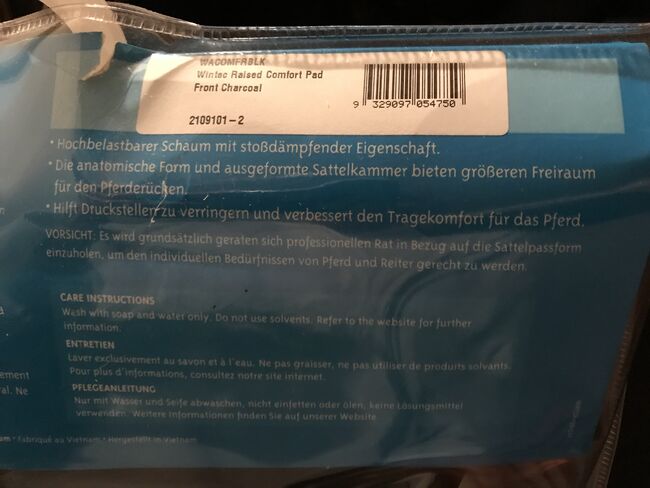 WACOMFRBLK
Wintec Raised Comfort Pad
Front Charcoal
9 329097 054750
2109101-2
• Hochbelastbarer Schaum mit stoßdämpfender Eigenschaft.
• Die anatomische Form und ausgeformte Sattelkammer bieten größeren Freiraum
für den Pferderücken.
• Hilft Druckstellen zu verringern und verbessert den Tragekomfort für das Pferd.
VORSICHT: Es wird grundsätzlich geraten sich professionellen Rat in Bezug auf die Sattelpassform
einzuholen, um den individuellen Bedürfnissen von Pferd und Reiter gerecht zu werden.
CARE INSTRUCTIONS
Wash with soap and water only. Do not use solvents. Refer to the website for further
information.
ENTRETIEN
Laver exclusivement au savon et à l'eau. Ne pas graisser, ne pas utiliser de produits solvants.
Pour plus d'informations, consultez notre site internet.
PFLEGEANLEITUNG
Nur mit Wasser und Seife abwaschen, nicht einfetten oder ölen, keine Lösungsmittel
verwenden. Weitere Informationen finden Sie auf unserer Website.
ement
al. Ne
am • Fabriqué au Vietnam • Hergestellt in Vietnam